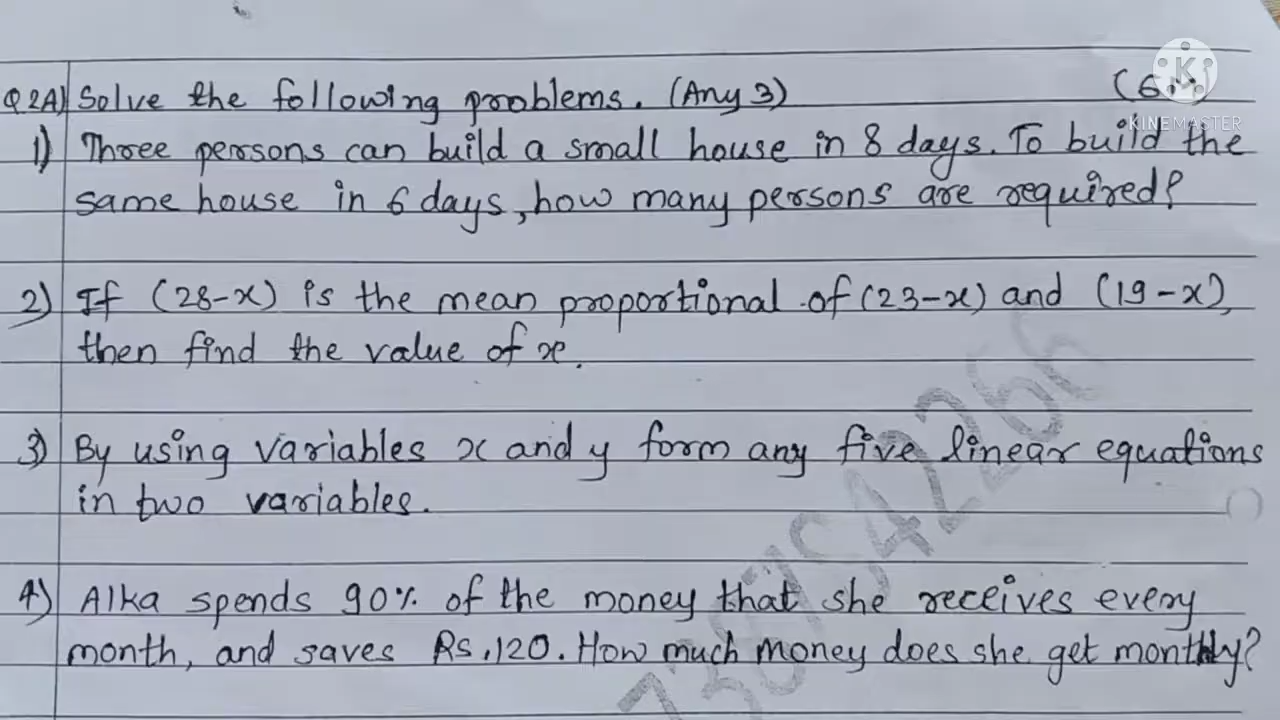 Q2A) Solve the following problems. (Any 3) (6M)
KINEMASTER
1) Three persons can build a small house in 8 days. To build the
same house in 6 days, how many persons are required?
2) If (28-x) is the mean proportional of (23-x) and (19-x),
then find the value of x.
3) By using variables x and y form any five linear equations
in two variables.
4) Alka spends 90% of the money that she receives every
month, and saves Rs.120. How much money does she get monthly?